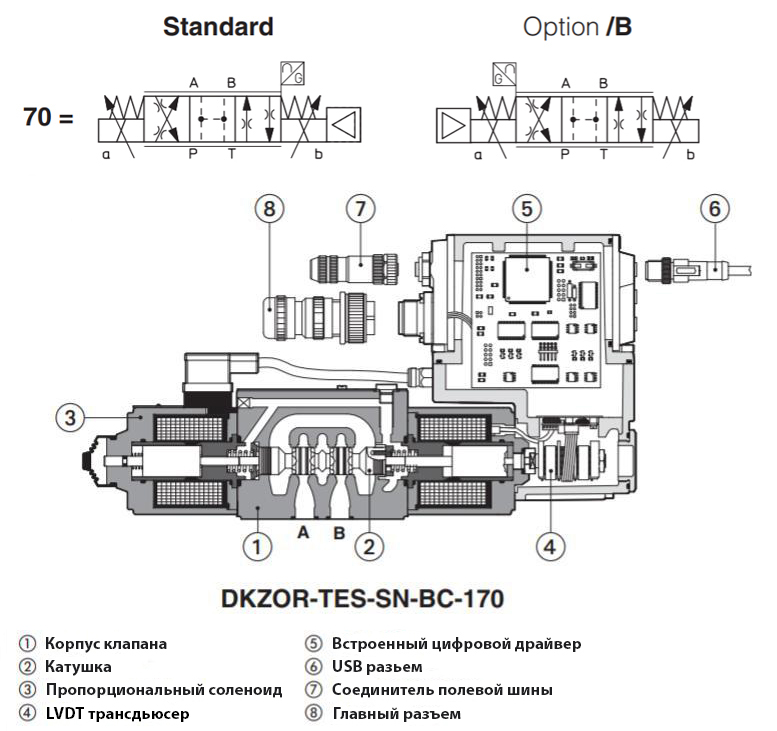 Standard
Option /B
A B
G
70 =
a
P T
b
G
A B
a
P T
b
8
7
5
6
3
A
B
1
2
4
DKZOR-TES-SN-BC-170
1 Корпус клапана
2 Катушка
3 Пропорциональный соленоид
4 LVDT трансдьюсер
5 Встроенный цифровой драйвер
6 USB разьем
7 Соединитель полевой шины
8 Главный разъем